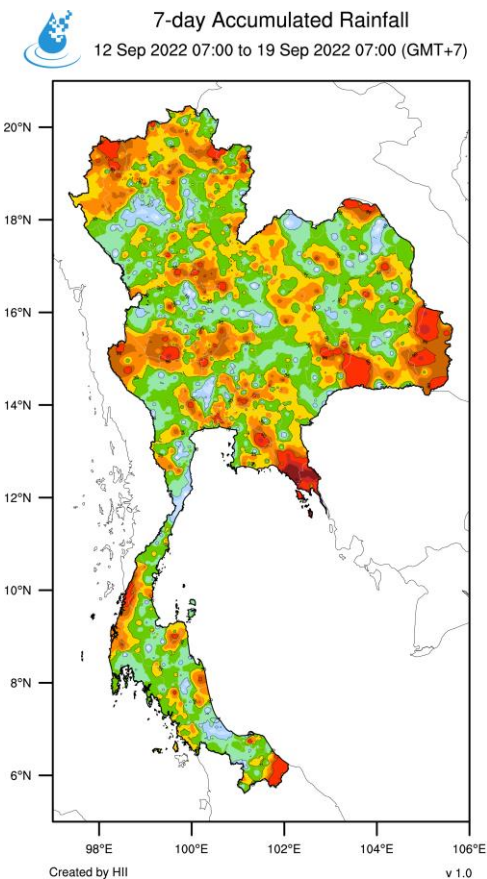 7-day Accumulated Rainfall
12 Sep 2022 07:00 to 19 Sep 2022 07:00 (GMT+7)
20°N
18°N
16°N
14°N
12°N
10°N
8°N
6°N
98°E 100°E 102°E 104°E 106°E
Created by HII v 1.0